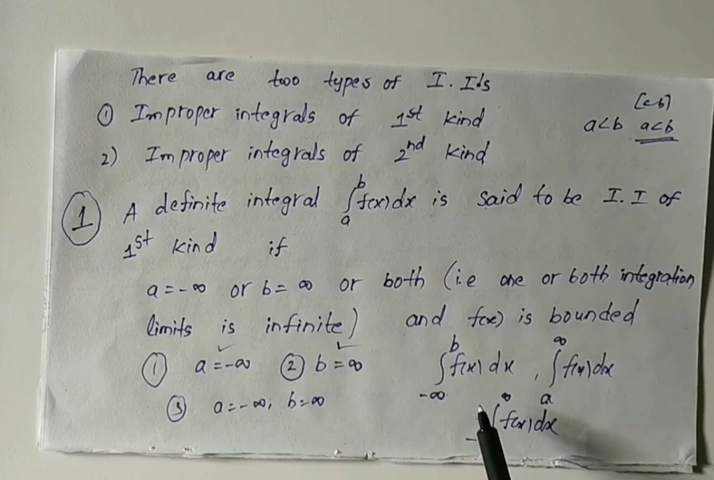 There are two types of I. I's
① Improper integrals of 1st kind
[a b]
a<b a<b
2) Improper integrals of 2nd kind
① A definite integral ∫_a^b f(x) dx is said to be I. I of
1st kind if
a = -∞ or b = ∞ or both (i.e one or both integration
limits is infinite) and f(x) is bounded
① a = -∞ ② b = ∞ ∫_{-∞}^b f(x) dx , ∫_a^∞ f(x) dx
③ a = -∞, b = ∞ ∫^∞ f(x) dx